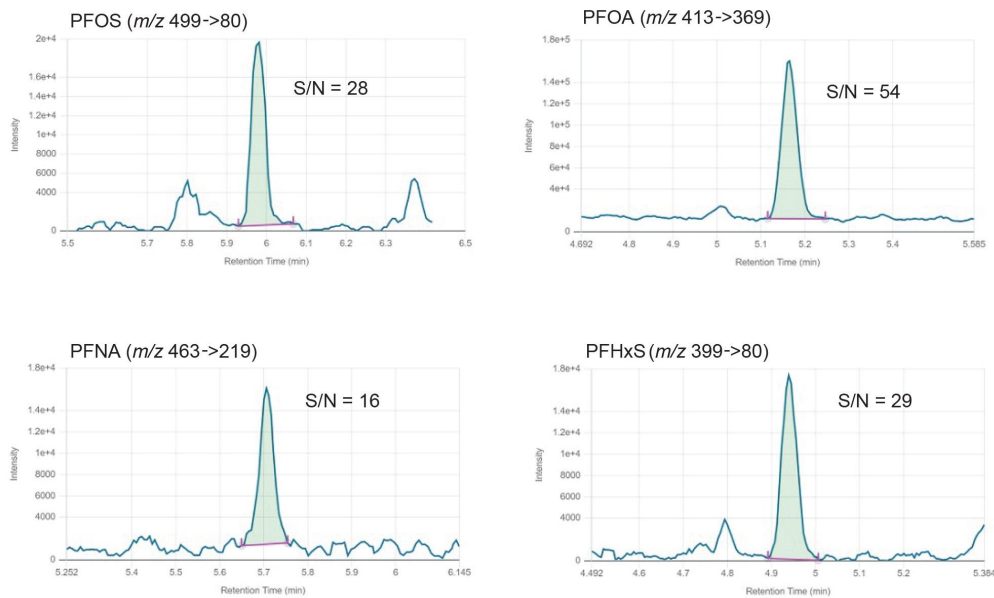 PFOS (m/z 499->80)
2e+4
1.6e+4
1.4e+4
1.2e+4
1e+4
8000
6000
4000
0
Intensity
S/N = 28
5.5
5.7
5.8
5.9
6
6.1
6.2
6.3
6.5
Retention Time (min)
PFOA (m/z 413->369)
1.8e+5
1.4e+5
1.2e+5
1e+5
8e+4
6e+4
4e+4
0
Intensity
S/N = 54
4.692
4.8
4.9
5
5.1
5.2
5.3
5.4
5.585
Retention Time (min)
PFNA (m/z 463->219)
1.8e+4
1.4e+4
1.2e+4
1e+4
8000
6000
4000
0
Intensity
S/N = 16
5.252
5.4
5.5
5.6
5.7
5.8
5.9
6
6.145
Retention Time (min)
PFHxS (m/z 399->80)
1.8e+4
1.4e+4
1.2e+4
1e+4
8000
6000
4000
0
Intensity
S/N = 29
4.492
4.6
4.7
4.8
4.9
5
5.1
5.2
5.384
Retention Time (min)